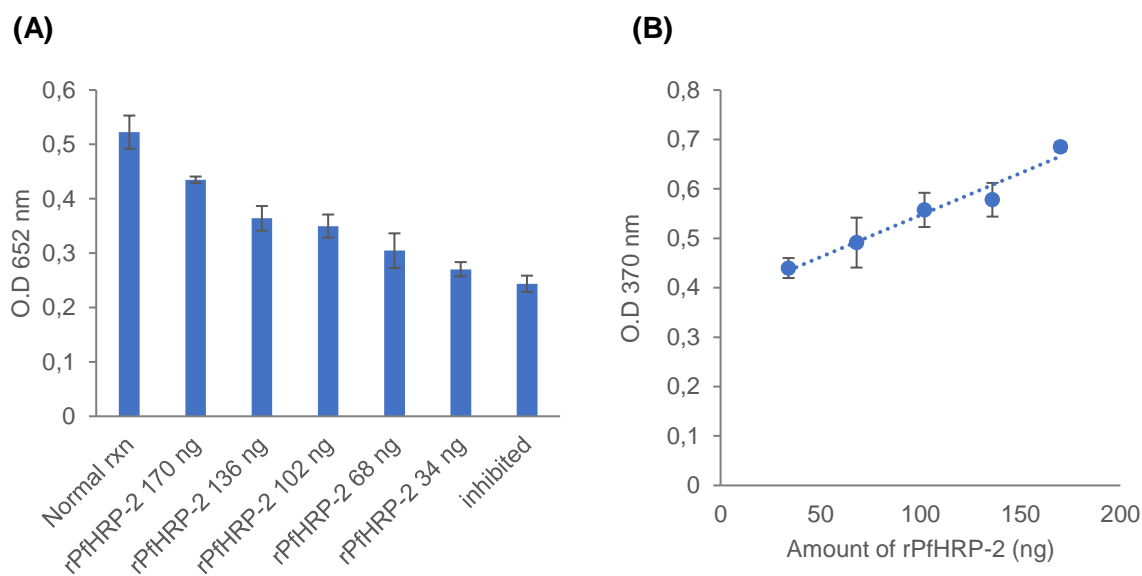 (A)
O.D 652 nm
0,6
0,5
0,4
0,3
0,2
0,1
0
Normal rxn
rPfHRP-2 170 ng
rPfHRP-2 136 ng
rPfHRP-2 102 ng
rPfHRP-2 68 ng
rPfHRP-2 34 ng
inhibited
(B)
O.D 370 nm
0,8
0,7
0,6
0,5
0,4
0,3
0,2
0,1
0
0 50 100 150 200
Amount of rPfHRP-2 (ng)